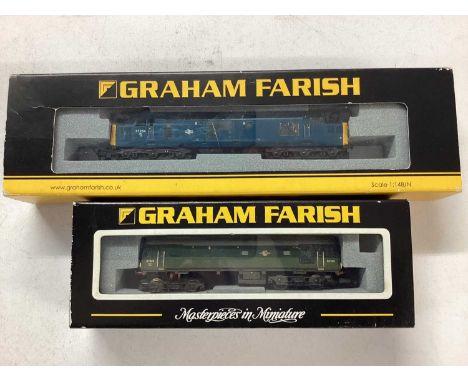 GRAHAM FARISH
www.grahamfarish.co.uk
Scale 1:148/N
GRAHAM FARISH
Masterpieces in Miniature